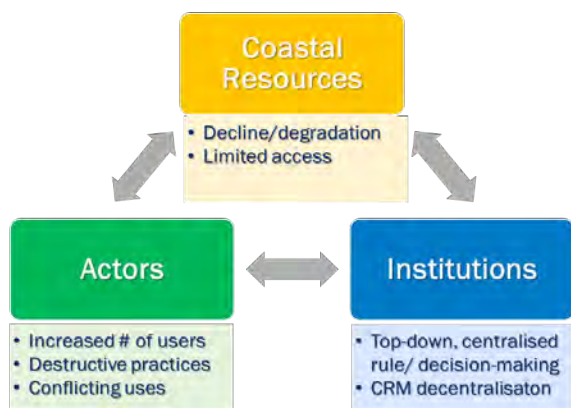 Coastal
Resources
• Decline/degradation
• Limited access
Actors
• Increased # of users
• Destructive practices
• Conflicting uses
Institutions
• Top-down, centralised
rule/ decision-making
• CRM decentralisaton